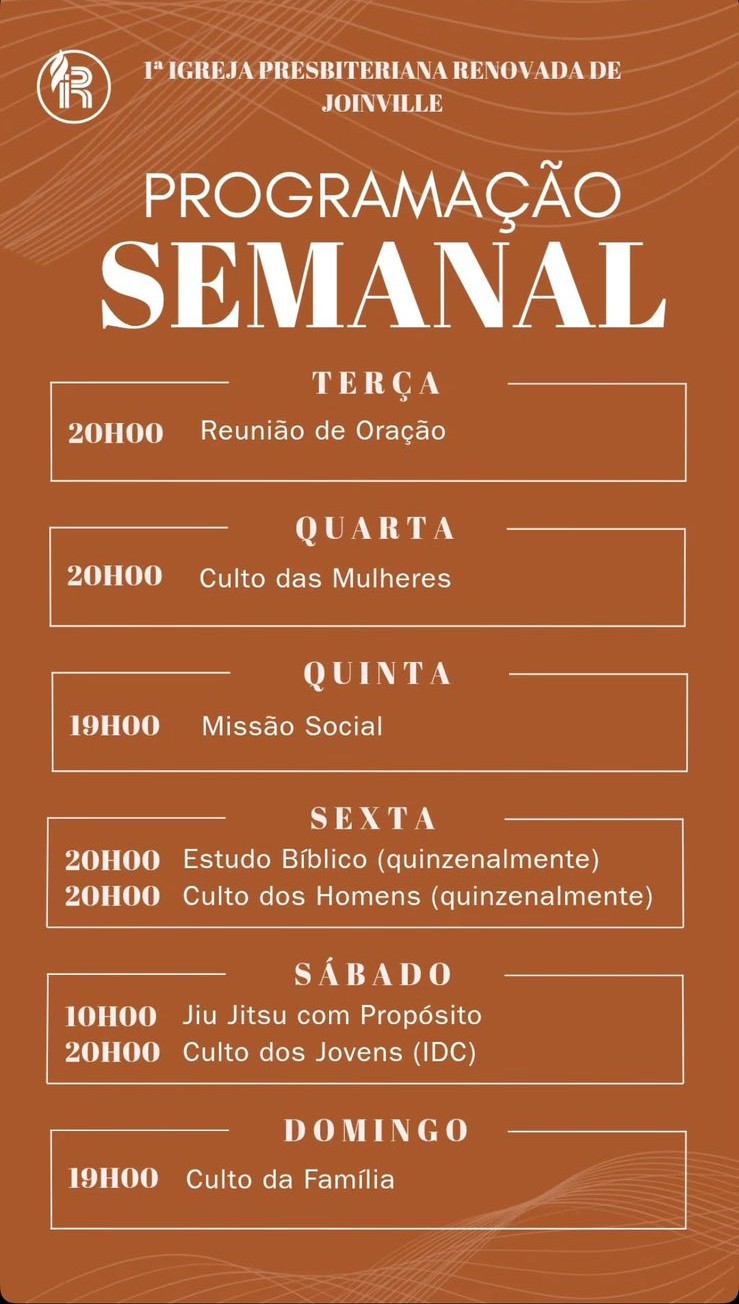 iR
1ª IGREJA PRESBITERIANA RENOVADA DE
JOINVILLE
PROGRAMAÇÃO
SEMANAL
TERÇA
20H00 Reunião de Oração
QUARTA
20H00 Culto das Mulheres
QUINTA
19H00 Missão Social
SEXTA
20H00 Estudo Bíblico (quinzenalmente)
20H00 Culto dos Homens (quinzenalmente)
SÁBADO
10H00 Jiu Jitsu com Propósito
20H00 Culto dos Jovens (IDC)
DOMINGO
19H00 Culto da Família